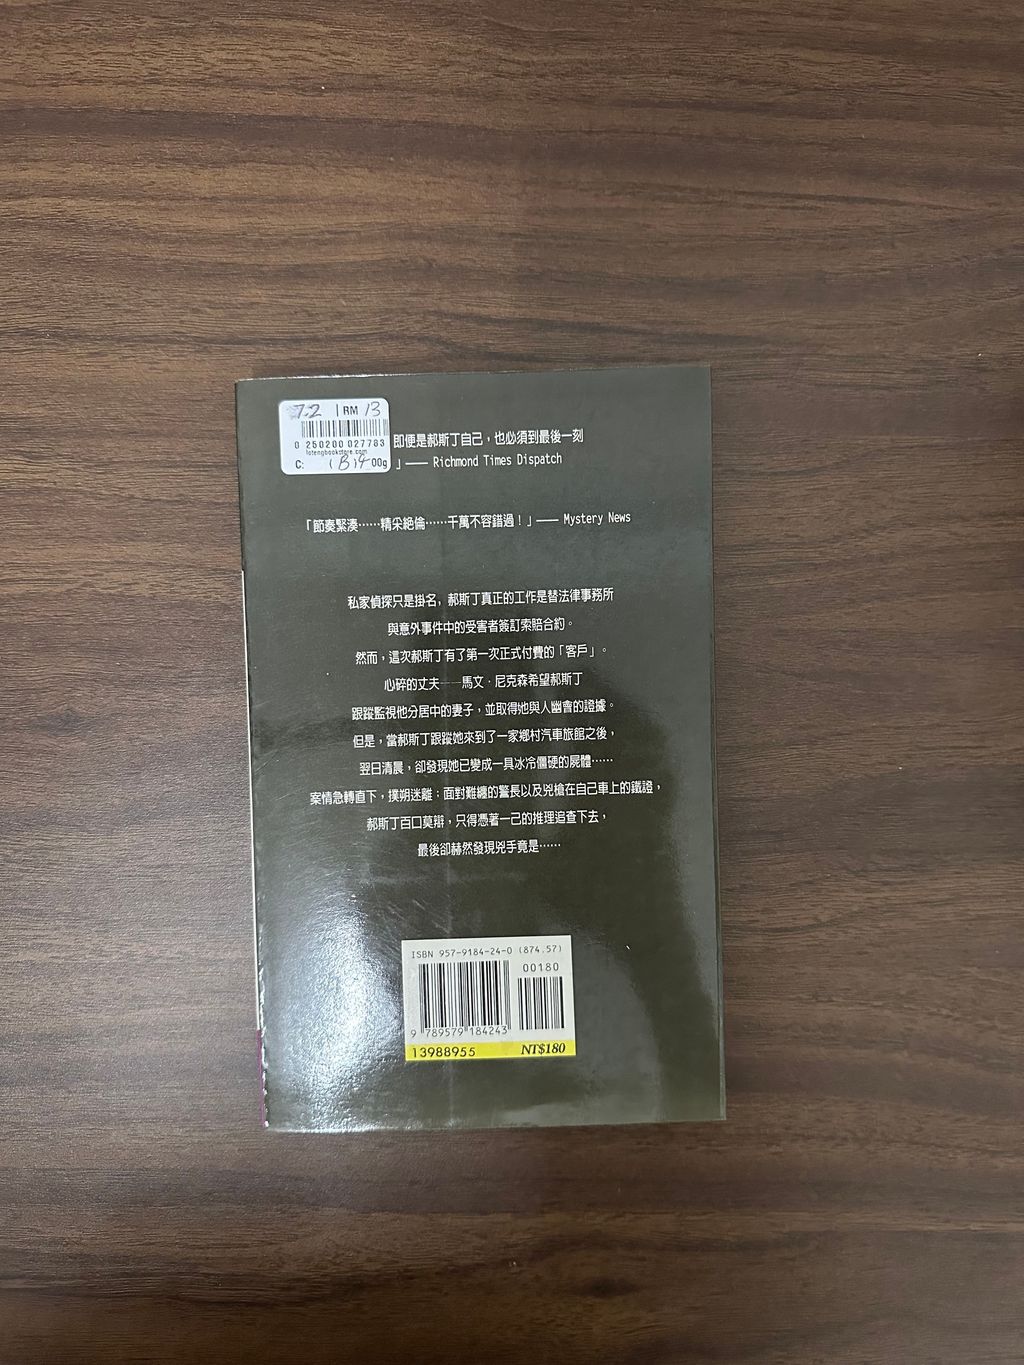 7.2 | RM 13
0 250200 027783
lotengbookstore.com
C: (B)4 00g
即便是郝斯丁自己，也必須到最後一刻
」—— Richmond Times Dispatch
「節奏緊湊……精采絕倫……千萬不容錯過！」—— Mystery News
私家偵探只是掛名，郝斯丁真正的工作是替法律事務所
與意外事件中的受害者簽訂索賠合約。
然而，這次郝斯丁有了第一次正式付費的「客戶」。
心碎的丈夫——馬文．尼克森希望郝斯丁
跟蹤監視他分居中的妻子，並取得她與人幽會的證據。
但是，當郝斯丁跟蹤她來到了一家鄉村汽車旅館之後，
翌日清晨，卻發現她已變成一具冰冷僵硬的屍體……
案情急轉直下，撲朔迷離；面對難纏的警長以及兇槍在自己車上的鐵證，
郝斯丁百口莫辯，只得憑著一己的推理追查下去，
最後卻赫然發現兇手竟是……
ISBN 957-9184-24-0 (874.57)
00180
9 789579 184243
13988955 NT$180